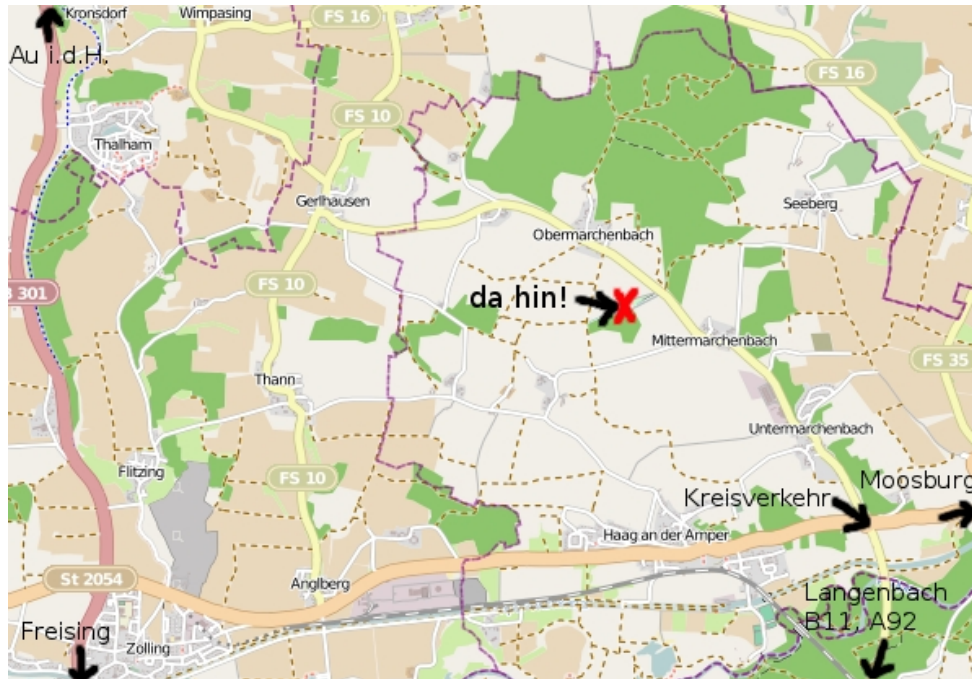 Kronsdorf
Wimpasing
FS 16
Au i.d.H.
FS 16
FS 10
Thalham
Gerlhausen
Seeberg
Obermarchenbach
FS 10
B 301
da hin!
X
Mittermarchenbach
FS 35
Thann
Untermarchenbach
Flitzing
FS 10
Moosburg
Kreisverkehr
Haag an der Amper
St 2054
Anglberg
Langenbach
B11, A92
Freising
Zolling